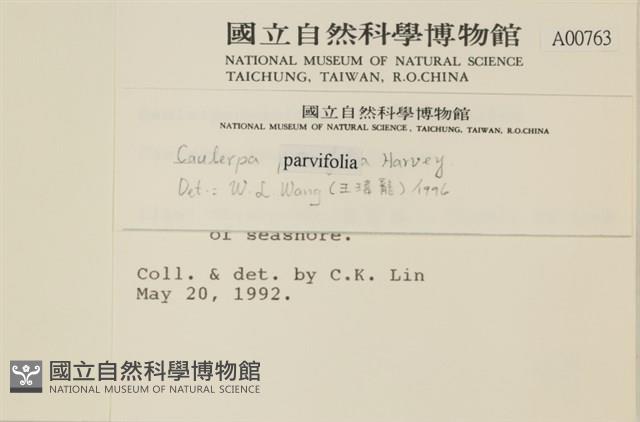 國立自然科學博物館
A00763
NATIONAL MUSEUM OF NATURAL SCIENCE
TAICHUNG, TAIWAN, R.O.CHINA
國立自然科學博物館
NATIONAL MUSEUM OF NATURAL SCIENCE, TAICHUNG, TAIWAN, R.O.CHINA
Caulerpa parvifolia Harvey.
Det.: W. L. Wang (王瑋龍) 1996
of seashore.
Coll. & det. by C.K. Lin
May 20, 1992.
國立自然科學博物館
NATIONAL MUSEUM OF NATURAL SCIENCE